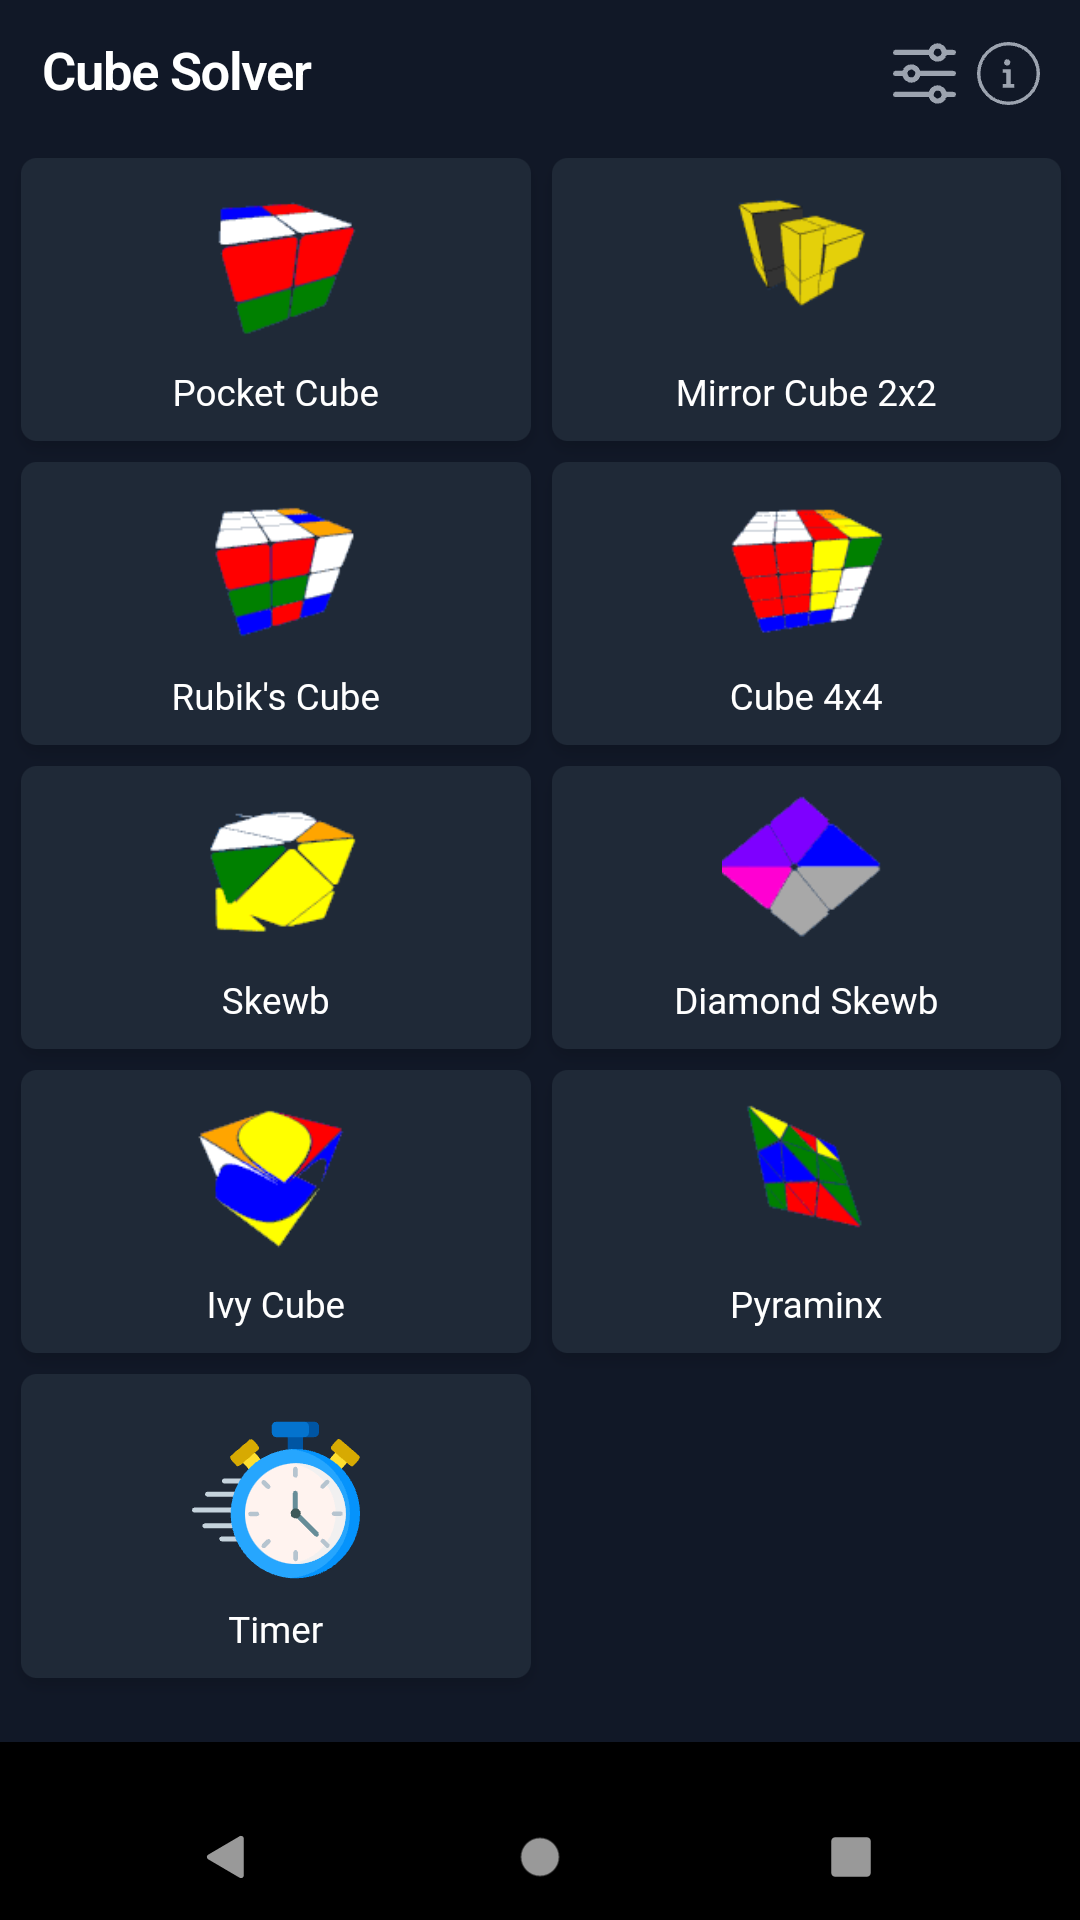 Cube Solver
Pocket Cube
Mirror Cube 2x2
Rubik's Cube
Cube 4x4
Skewb
Diamond Skewb
Ivy Cube
Pyraminx
Timer